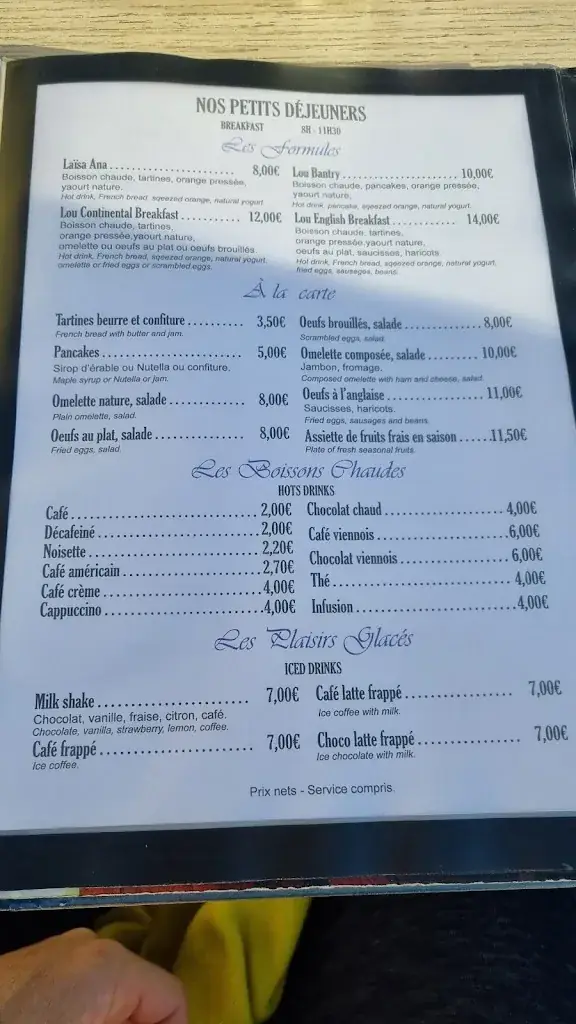 NOS PETITS DÉJEUNERS
BREAKFAST 8H - 11H30
Les Formules
Laïsa Ana ........................ 8,00€
Boisson chaude, tartines, orange pressée,
yaourt nature.
Hot drink, French bread, sqeezed orange, natural yogurt
Lou Continental Breakfast ........... 12,00€
Boisson chaude, tartines,
orange pressée,yaourt nature,
omelette ou oeufs au plat ou oeufs brouillés.
Hot drink, French bread, sqeezed orange, natural yogurt,
omelette or fried eggs or scrambled eggs.
Lou Bantry ........................ 10,00€
Boisson chaude, pancakes, orange pressée,
yaourt nature.
Hot drink, pancake, sqeezed orange, natural yogurt.
Lou English Breakfast ............ 14,00€
Boisson chaude, tartines,
orange pressée,yaourt nature,
oeufs au plat, saucisses, haricots.
Hot drink, French bread, sqeezed orange, natural yogurt,
fried eggs, sausages, beans.
À la carte
Tartines beurre et confiture .......... 3,50€
French bread with butter and jam.
Pancakes ......................... 5,00€
Sirop d'érable ou Nutella ou confiture.
Maple syrup or Nutella or jam.
Omelette nature, salade ............. 8,00€
Plain omelette, salad.
Oeufs au plat, salade ............... 8,00€
Fried eggs, salad.
Oeufs brouillés, salade .............. 8,00€
Scrambled eggs, salad.
Omelette composée, salade ......... 10,00€
Jambon, fromage.
Composed omelette with ham and cheese, salad.
Oeufs à l'anglaise ................. 11,00€
Saucisses, haricots.
Fried eggs, sausages and beans.
Assiette de fruits frais en saison ......11,50€
Plate of fresh seasonal fruits.
Les Boissons Chaudes
HOTS DRINKS
Café .............................. 2,00€
Décafeiné ......................... 2,00€
Noisette .......................... 2,20€
Café américain .................... 2,70€
Café crème ........................ 4,00€
Cappuccino ........................ 4,00€
Chocolat chaud .................... 4,00€
Café viennois ..................... 6,00€
Chocolat viennois ................. 6,00€
Thé ............................... 4,00€
Infusion .......................... 4,00€
Les Plaisirs Glacés
ICED DRINKS
Milk shake ........................ 7,00€
Chocolat, vanille, fraise, citron, café.
Chocolate, vanilla, strawberry, lemon, coffee.
Café frappé ....................... 7,00€
Ice coffee.
Café latte frappé ................. 7,00€
Ice coffee with milk.
Choco latte frappé ................ 7,00€
Ice chocolate with milk.
Prix nets - Service compris.